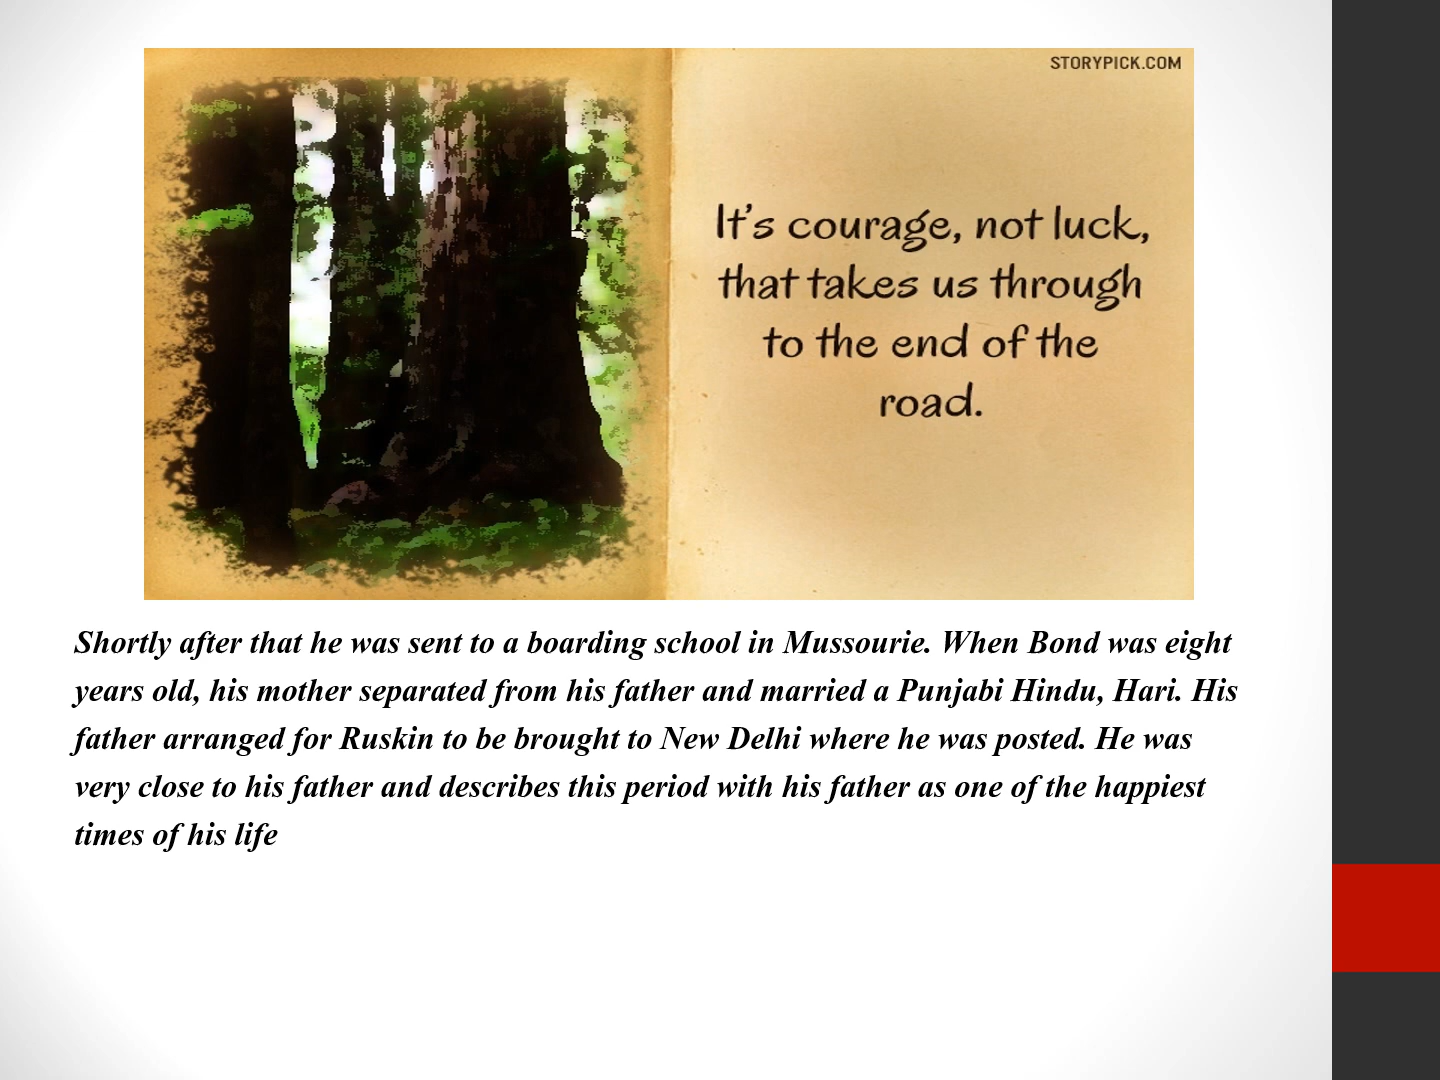 STORYPICK.COM
It's courage, not luck,
that takes us through
to the end of the
road.
Shortly after that he was sent to a boarding school in Mussourie. When Bond was eight
years old, his mother separated from his father and married a Punjabi Hindu, Hari. His
father arranged for Ruskin to be brought to New Delhi where he was posted. He was
very close to his father and describes this period with his father as one of the happiest
times of his life